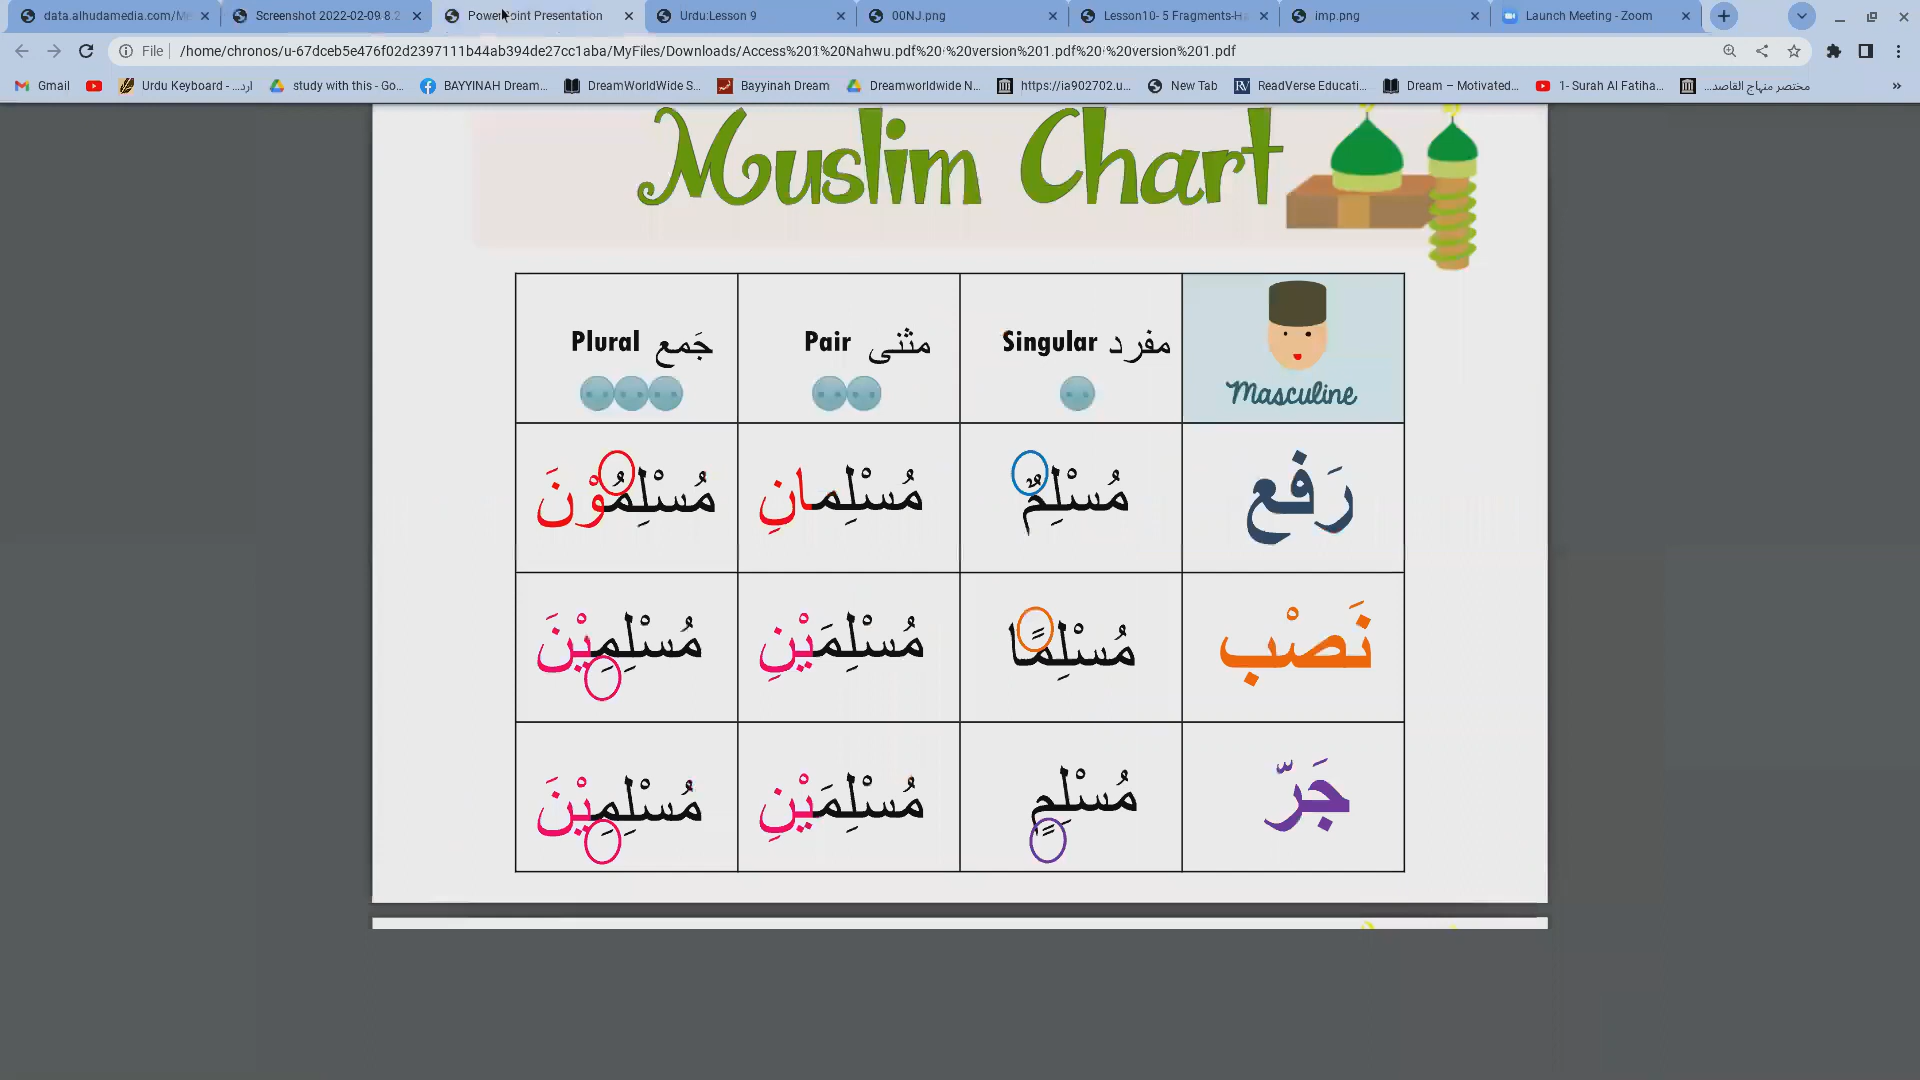 data.alhudamedia.com/Me
Screenshot 2022-02-09 8.2
PowerPoint Presentation
Urdu:Lesson 9
00NJ.png
Lesson10- 5 Fragments-Ha
imp.png
Launch Meeting - Zoom
File
/home/chronos/u-67dceb5e476f02d2397111b44ab394de27cc1aba/MyFiles/Downloads/Access%201%20Nahwu.pdf%20·%20version%201.pdf%20·%20version%201.pdf
Gmail
Urdu Keyboard - ...ارد
study with this - Go...
BAYYINAH Dream...
DreamWorldWide S...
Bayyinah Dream
Dreamworldwide N...
https://ia902702.u...
New Tab
ReadVerse Educati...
Dream – Motivated...
1- Surah Al Fatiha...
مختصر منهاج القاصد...
»
Muslim Chart
Plural جَمع
Pair مثنى
Singular مفرد
Masculine
رَفع مُسْلِمٌ مُسْلِمانِ مُسْلِمُوْنَ
نَصْب مُسْلِمًا مُسْلِمَيْنِ مُسْلِمِيْنَ
جَرّ مُسْلِمٍ مُسْلِمَيْنِ مُسْلِمِيْنَ